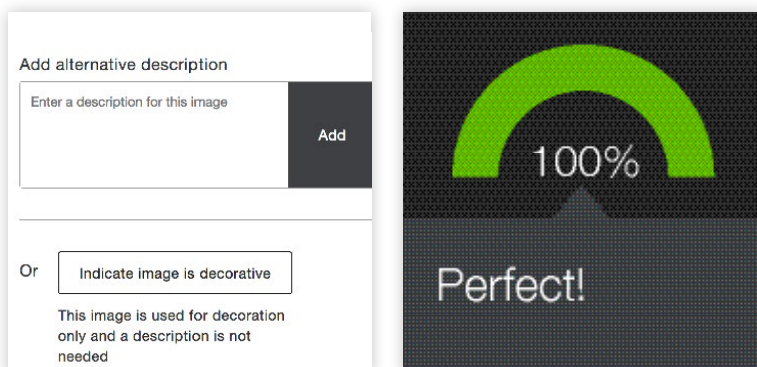 Add alternative description
Enter a description for this image
Add
Or
Indicate image is decorative
This image is used for decoration
only and a description is not
needed
100%
Perfect!